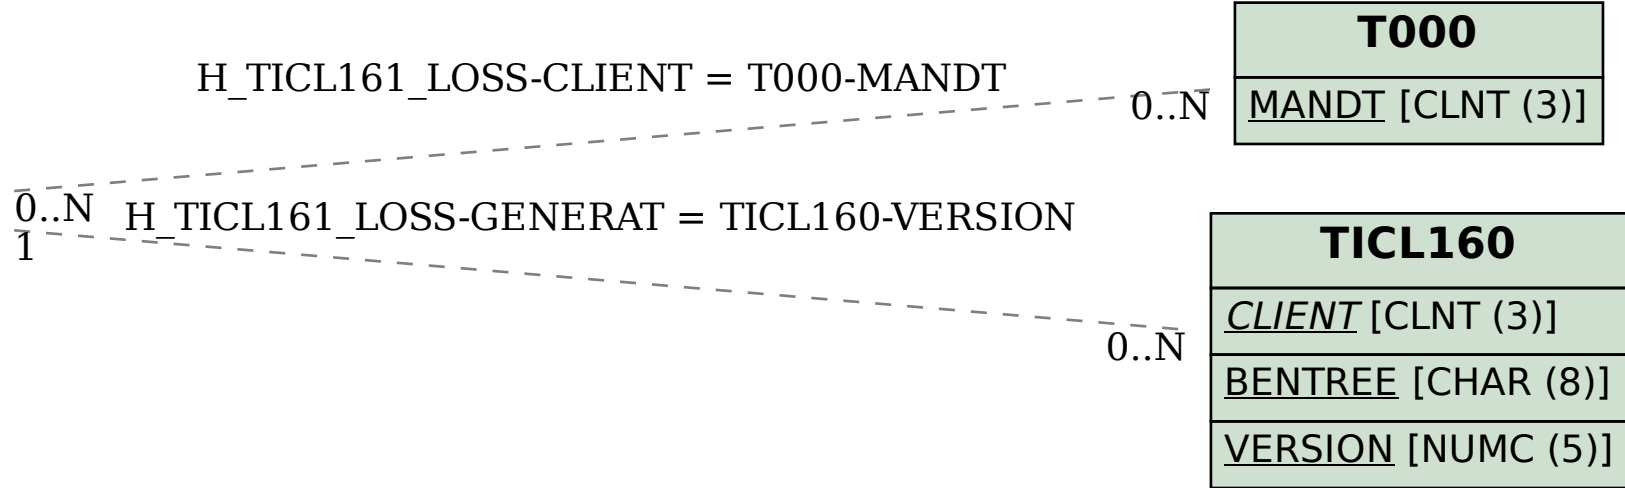 T000
H_TICL161_LOSS-CLIENT = T000-MANDT
0..N
MANDT [CLNT (3)]
0..N
H_TICL161_LOSS-GENERAT = TICL160-VERSION
1
TICL160
CLIENT [CLNT (3)]
0..N
BENTREE [CHAR (8)]
VERSION [NUMC (5)]